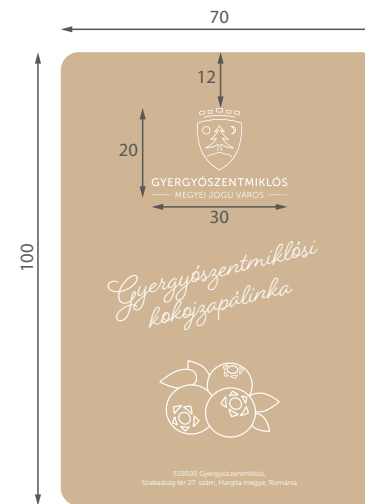 70
12
20
GYERGYÓSZENTMIKLÓS
MEGYEI JOGÚ VÁROS
30
100
Gyergyószentmiklósi
kokojzapálinka
535500 Gyergyószentmiklós,
Szabadság tér 27. szám, Hargita megye, Románia